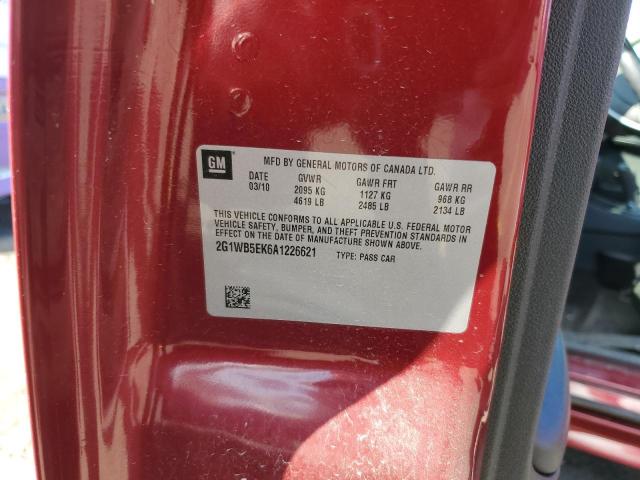 GM
MFD BY GENERAL MOTORS OF CANADA LTD.
DATE GVWR GAWR FRT GAWR RR
03/10 2095 KG 1127 KG 968 KG
4619 LB 2485 LB 2134 LB
THIS VEHICLE CONFORMS TO ALL APPLICABLE U.S. FEDERAL MOTOR
VEHICLE SAFETY, BUMPER, AND THEFT PREVENTION STANDARDS IN
EFFECT ON THE DATE OF MANUFACTURE SHOWN ABOVE.
2G1WB5EK6A1226621 TYPE: PASS CAR